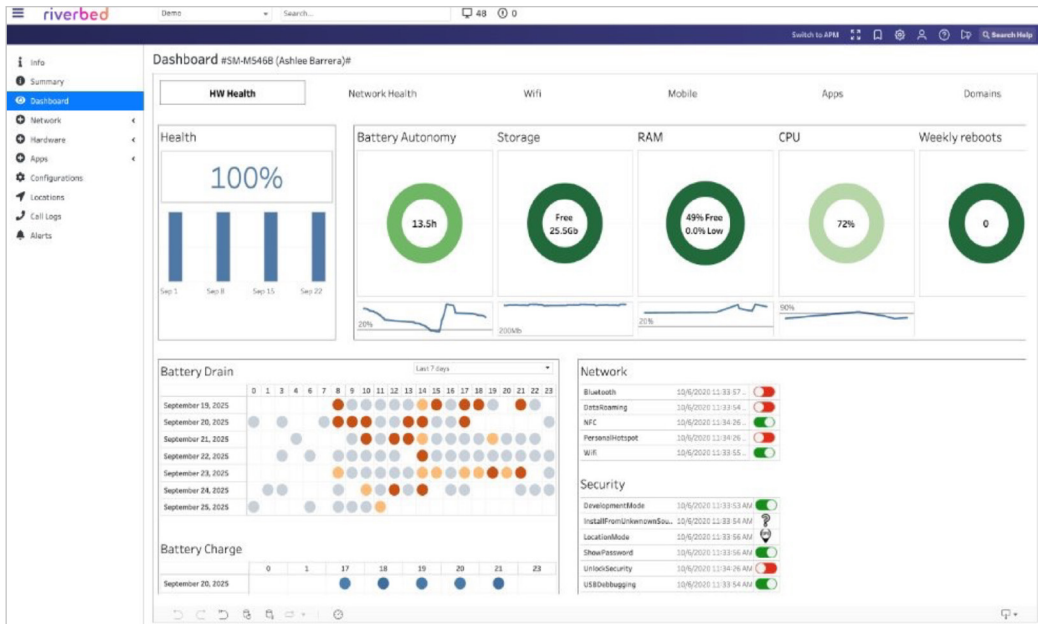 riverbed
Demo
Search...
48
0
Switch to APM
Search Help
Info
Summary
Dashboard
Network
Hardware
Apps
Configurations
Locations
Call Logs
Alerts
Dashboard #SM-M546B (Ashlee Barrera)#
HW Health Network Health Wifi Mobile Apps Domains
Health
100%
Sep 1 Sep 8 Sep 15 Sep 22
Battery Autonomy Storage RAM CPU Weekly reboots
13.5h
Free
25.5Gb
49% Free
0.0% Low
72%
0
20%
200Mb
20%
90%
Battery Drain
Last 7 days
0 1 3 4 6 7 8 9 10 11 12 13 14 15 16 17 18 19 20 21 22 23
September 19, 2025
September 20, 2025
September 21, 2025
September 22, 2025
September 23, 2025
September 24, 2025
September 25, 2025
Battery Charge
0 1 17 18 19 20 21 23
September 20, 2025
Network
Bluetooth 10/6/2020 11:33:57 ..
DataRoaming 10/6/2020 11:33:54 ..
NFC 10/6/2020 11:34:26 ..
PersonalHotspot 10/6/2020 11:34:26 ..
Wifi 10/6/2020 11:33:55 ..
Security
DevelopmentMode 10/6/2020 11:33:53 AM
InstallFromUnkwnownSou.. 10/6/2020 11:33:54 AM
LocationMode 10/6/2020 11:33:56 AM
ShowPassword 10/6/2020 11:33:56 AM
UnlockSecurity 10/6/2020 11:34:26 AM
USBDebbugging 10/6/2020 11:33:54 AM